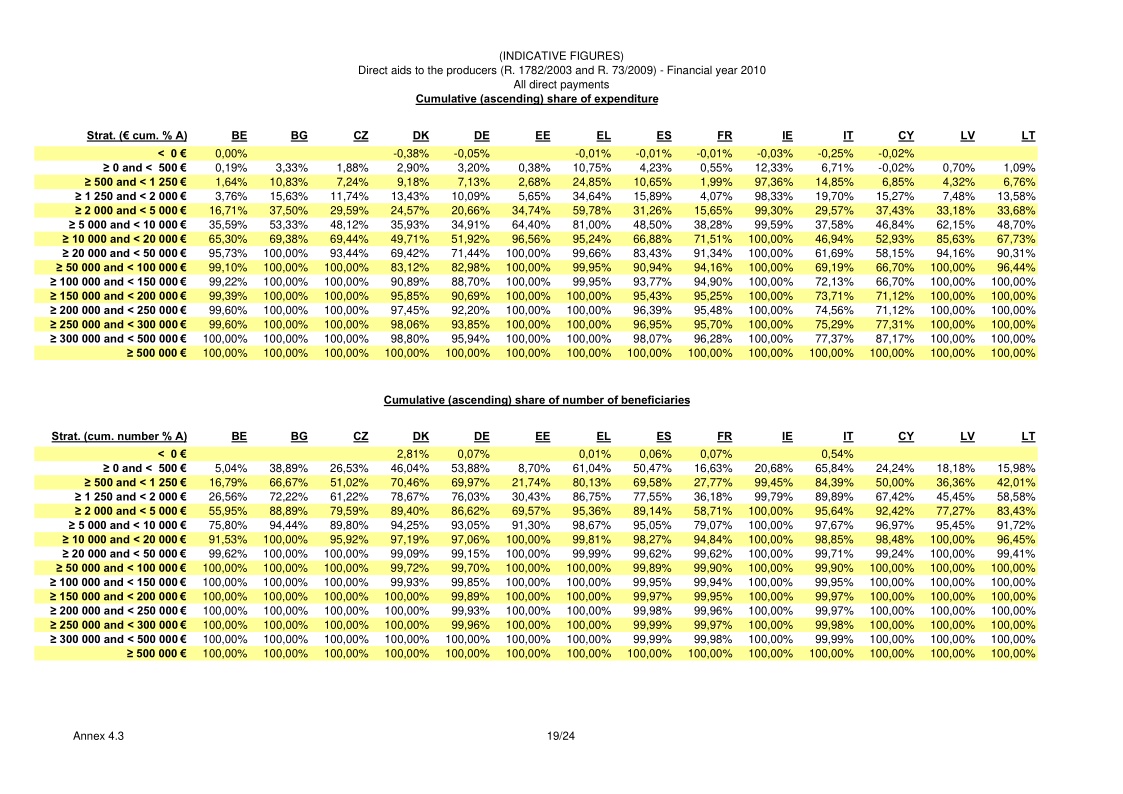 (INDICATIVE FIGURES)
Direct aids to the producers (R. 1782/2003 and R. 73/2009) - Financial year 2010
All direct payments
Cumulative (ascending) share of expenditure
Strat. (€ cum. % A) BE BG CZ DK DE EE EL ES FR IE IT CY LV LT
< 0 € 0,00% -0,38% -0,05% -0,01% -0,01% -0,01% -0,03% -0,25% -0,02%
≥ 0 and < 500 € 0,19% 3,33% 1,88% 2,90% 3,20% 0,38% 10,75% 4,23% 0,55% 12,33% 6,71% -0,02% 0,70% 1,09%
≥ 500 and < 1 250 € 1,64% 10,83% 7,24% 9,18% 7,13% 2,68% 24,85% 10,65% 1,99% 97,36% 14,85% 6,85% 4,32% 6,76%
≥ 1 250 and < 2 000 € 3,76% 15,63% 11,74% 13,43% 10,09% 5,65% 34,64% 15,89% 4,07% 98,33% 19,70% 15,27% 7,48% 13,58%
≥ 2 000 and < 5 000 € 16,71% 37,50% 29,59% 24,57% 20,66% 34,74% 59,78% 31,26% 15,65% 99,30% 29,57% 37,43% 33,18% 33,68%
≥ 5 000 and < 10 000 € 35,59% 53,33% 48,12% 35,93% 34,91% 64,40% 81,00% 48,50% 38,28% 99,59% 37,58% 46,84% 62,15% 48,70%
≥ 10 000 and < 20 000 € 65,30% 69,38% 69,44% 49,71% 51,92% 96,56% 95,24% 66,88% 71,51% 100,00% 46,94% 52,93% 85,63% 67,73%
≥ 20 000 and < 50 000 € 95,73% 100,00% 93,44% 69,42% 71,44% 100,00% 99,66% 83,43% 91,34% 100,00% 61,69% 58,15% 94,16% 90,31%
≥ 50 000 and < 100 000 € 99,10% 100,00% 100,00% 83,12% 82,98% 100,00% 99,95% 90,94% 94,16% 100,00% 69,19% 66,70% 100,00% 96,44%
≥ 100 000 and < 150 000 € 99,22% 100,00% 100,00% 90,89% 88,70% 100,00% 99,95% 93,77% 94,90% 100,00% 72,13% 66,70% 100,00% 100,00%
≥ 150 000 and < 200 000 € 99,39% 100,00% 100,00% 95,85% 90,69% 100,00% 100,00% 95,43% 95,25% 100,00% 73,71% 71,12% 100,00% 100,00%
≥ 200 000 and < 250 000 € 99,60% 100,00% 100,00% 97,45% 92,20% 100,00% 100,00% 96,39% 95,48% 100,00% 74,56% 71,12% 100,00% 100,00%
≥ 250 000 and < 300 000 € 99,60% 100,00% 100,00% 98,06% 93,85% 100,00% 100,00% 96,95% 95,70% 100,00% 75,29% 77,31% 100,00% 100,00%
≥ 300 000 and < 500 000 € 100,00% 100,00% 100,00% 98,80% 95,94% 100,00% 100,00% 98,07% 96,28% 100,00% 77,37% 87,17% 100,00% 100,00%
≥ 500 000 € 100,00% 100,00% 100,00% 100,00% 100,00% 100,00% 100,00% 100,00% 100,00% 100,00% 100,00% 100,00% 100,00% 100,00%
Cumulative (ascending) share of number of beneficiaries
Strat. (cum. number % A) BE BG CZ DK DE EE EL ES FR IE IT CY LV LT
< 0 € 2,81% 0,07% 0,01% 0,06% 0,07% 0,54%
≥ 0 and < 500 € 5,04% 38,89% 26,53% 46,04% 53,88% 8,70% 61,04% 50,47% 16,63% 20,68% 65,84% 24,24% 18,18% 15,98%
≥ 500 and < 1 250 € 16,79% 66,67% 51,02% 70,46% 69,97% 21,74% 80,13% 69,58% 27,77% 99,45% 84,39% 50,00% 36,36% 42,01%
≥ 1 250 and < 2 000 € 26,56% 72,22% 61,22% 78,67% 76,03% 30,43% 86,75% 77,55% 36,18% 99,79% 89,89% 67,42% 45,45% 58,58%
≥ 2 000 and < 5 000 € 55,95% 88,89% 79,59% 89,40% 86,62% 69,57% 95,36% 89,14% 58,71% 100,00% 95,64% 92,42% 77,27% 83,43%
≥ 5 000 and < 10 000 € 75,80% 94,44% 89,80% 94,25% 93,05% 91,30% 98,67% 95,05% 79,07% 100,00% 97,67% 96,97% 95,45% 91,72%
≥ 10 000 and < 20 000 € 91,53% 100,00% 95,92% 97,19% 97,06% 100,00% 99,81% 98,27% 94,84% 100,00% 98,85% 98,48% 100,00% 96,45%
≥ 20 000 and < 50 000 € 99,62% 100,00% 100,00% 99,09% 99,15% 100,00% 99,99% 99,62% 99,62% 100,00% 99,71% 99,24% 100,00% 99,41%
≥ 50 000 and < 100 000 € 100,00% 100,00% 100,00% 99,72% 99,70% 100,00% 100,00% 99,89% 99,90% 100,00% 99,90% 100,00% 100,00% 100,00%
≥ 100 000 and < 150 000 € 100,00% 100,00% 100,00% 99,93% 99,85% 100,00% 100,00% 99,95% 99,94% 100,00% 99,95% 100,00% 100,00% 100,00%
≥ 150 000 and < 200 000 € 100,00% 100,00% 100,00% 100,00% 99,89% 100,00% 100,00% 99,97% 99,95% 100,00% 99,97% 100,00% 100,00% 100,00%
≥ 200 000 and < 250 000 € 100,00% 100,00% 100,00% 100,00% 99,93% 100,00% 100,00% 99,98% 99,96% 100,00% 99,97% 100,00% 100,00% 100,00%
≥ 250 000 and < 300 000 € 100,00% 100,00% 100,00% 100,00% 99,96% 100,00% 100,00% 99,99% 99,97% 100,00% 99,98% 100,00% 100,00% 100,00%
≥ 300 000 and < 500 000 € 100,00% 100,00% 100,00% 100,00% 99,99% 100,00% 100,00% 99,99% 99,98% 100,00% 99,99% 100,00% 100,00% 100,00%
≥ 500 000 € 100,00% 100,00% 100,00% 100,00% 100,00% 100,00% 100,00% 100,00% 100,00% 100,00% 100,00% 100,00% 100,00% 100,00%
Annex 4.3 19/24